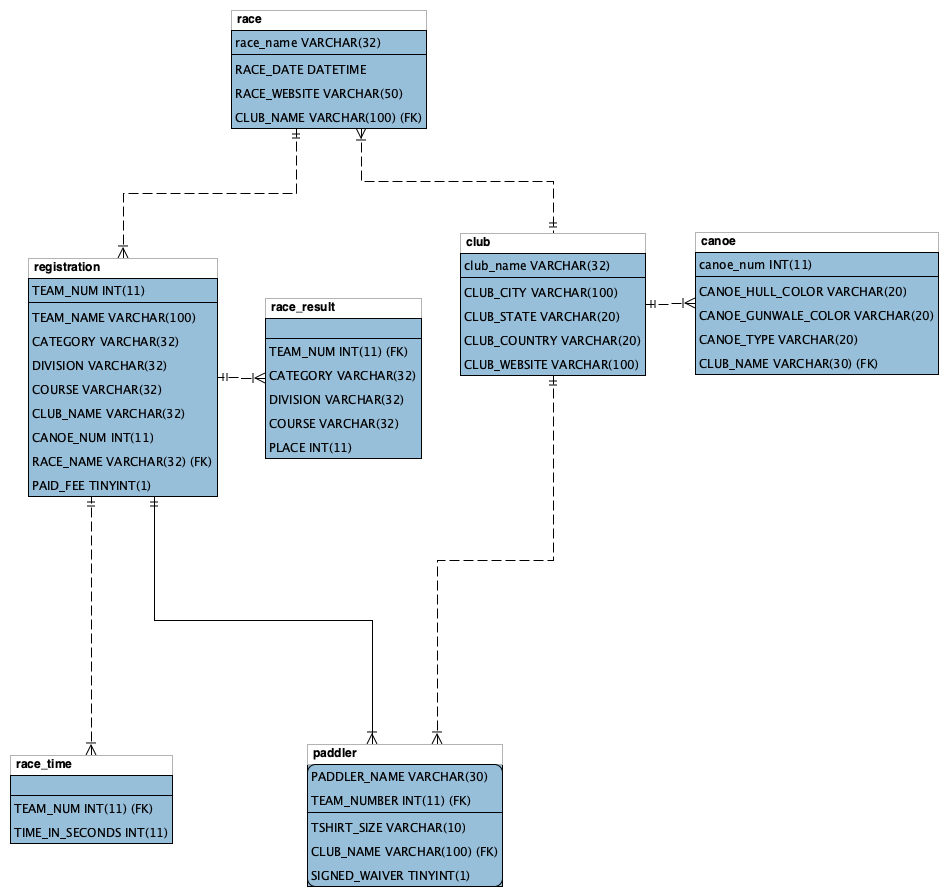 race
race_name VARCHAR(32)
RACE_DATE DATETIME
RACE_WEBSITE VARCHAR(50)
CLUB_NAME VARCHAR(100) (FK)
club
club_name VARCHAR(32)
CLUB_CITY VARCHAR(100)
CLUB_STATE VARCHAR(20)
CLUB_COUNTRY VARCHAR(20)
CLUB_WEBSITE VARCHAR(100)
canoe
canoe_num INT(11)
CANOE_HULL_COLOR VARCHAR(20)
CANOE_GUNWALE_COLOR VARCHAR(20)
CANOE_TYPE VARCHAR(20)
CLUB_NAME VARCHAR(30) (FK)
registration
TEAM_NUM INT(11)
TEAM_NAME VARCHAR(100)
CATEGORY VARCHAR(32)
DIVISION VARCHAR(32)
COURSE VARCHAR(32)
CLUB_NAME VARCHAR(32)
CANOE_NUM INT(11)
RACE_NAME VARCHAR(32) (FK)
PAID_FEE TINYINT(1)
race_result
TEAM_NUM INT(11) (FK)
CATEGORY VARCHAR(32)
DIVISION VARCHAR(32)
COURSE VARCHAR(32)
PLACE INT(11)
race_time
TEAM_NUM INT(11) (FK)
TIME_IN_SECONDS INT(11)
paddler
PADDLER_NAME VARCHAR(30)
TEAM_NUMBER INT(11) (FK)
TSHIRT_SIZE VARCHAR(10)
CLUB_NAME VARCHAR(100) (FK)
SIGNED_WAIVER TINYINT(1)